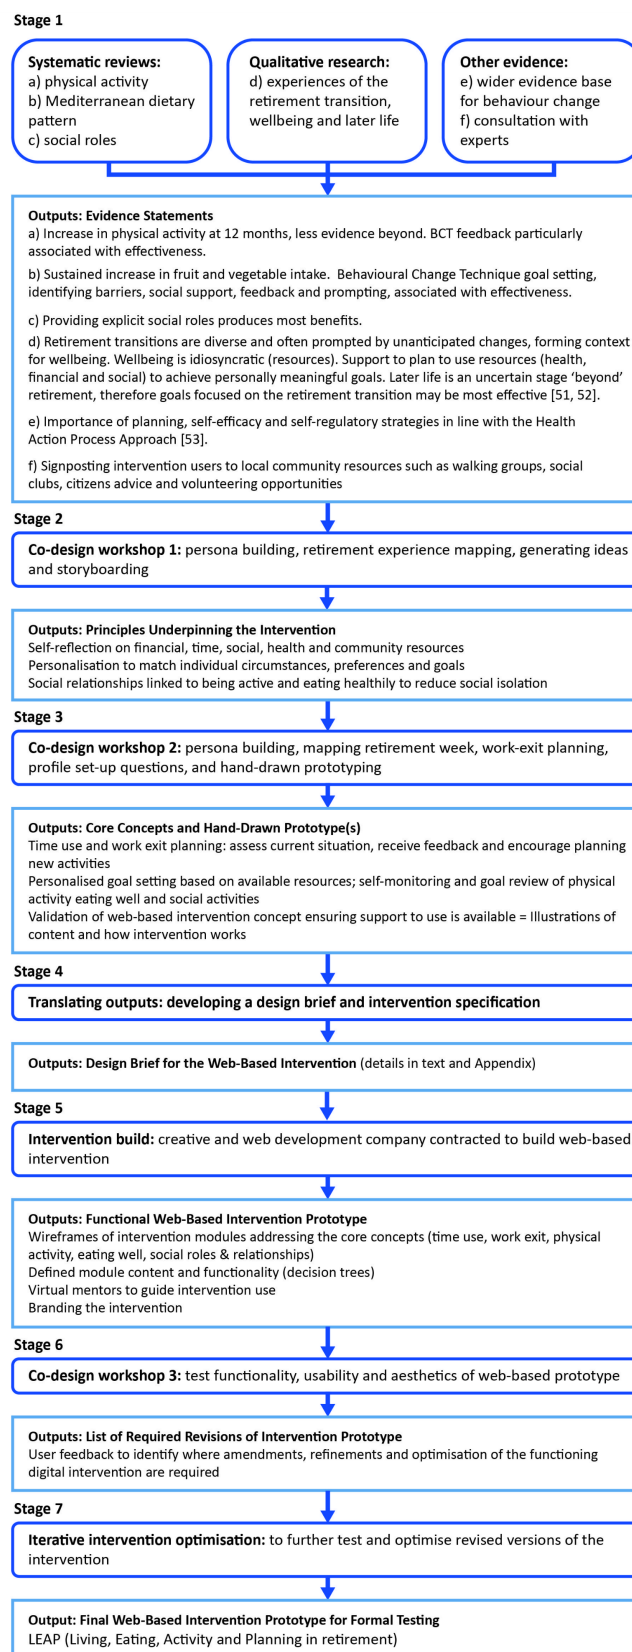 Stage 1
Systematic reviews:
a) physical activity
b) Mediterranean dietary
pattern
c) social roles
Qualitative research:
d) experiences of the
retirement transition,
wellbeing and later life
Other evidence:
e) wider evidence base
for behaviour change
f) consultation with
experts
Outputs: Evidence Statements
a) Increase in physical activity at 12 months, less evidence beyond. BCT feedback particularly
associated with effectiveness.
b) Sustained increase in fruit and vegetable intake. Behavioural Change Technique goal setting,
identifying barriers, social support, feedback and prompting, associated with effectiveness.
c) Providing explicit social roles produces most benefits.
d) Retirement transitions are diverse and often prompted by unanticipated changes, forming context
for wellbeing. Wellbeing is idiosyncratic (resources). Support to plan to use resources (health,
financial and social) to achieve personally meaningful goals. Later life is an uncertain stage ‘beyond’
retirement, therefore goals focused on the retirement transition may be most effective [51, 52].
e) Importance of planning, self-efficacy and self-regulatory strategies in line with the Health
Action Process Approach [53].
f) Signposting intervention users to local community resources such as walking groups, social
clubs, citizens advice and volunteering opportunities
Stage 2
Co-design workshop 1: persona building, retirement experience mapping, generating ideas
and storyboarding
Outputs: Principles Underpinning the Intervention
Self-reflection on financial, time, social, health and community resources
Personalisation to match individual circumstances, preferences and goals
Social relationships linked to being active and eating healthily to reduce social isolation
Stage 3
Co-design workshop 2: persona building, mapping retirement week, work-exit planning,
profile set-up questions, and hand-drawn prototyping
Outputs: Core Concepts and Hand-Drawn Prototype(s)
Time use and work exit planning: assess current situation, receive feedback and encourage planning
new activities
Personalised goal setting based on available resources; self-monitoring and goal review of physical
activity eating well and social activities
Validation of web-based intervention concept ensuring support to use is available = Illustrations of
content and how intervention works
Stage 4
Translating outputs: developing a design brief and intervention specification
Outputs: Design Brief for the Web-Based Intervention (details in text and Appendix)
Stage 5
Intervention build: creative and web development company contracted to build web-based
intervention
Outputs: Functional Web-Based Intervention Prototype
Wireframes of intervention modules addressing the core concepts (time use, work exit, physical
activity, eating well, social roles & relationships)
Defined module content and functionality (decision trees)
Virtual mentors to guide intervention use
Branding the intervention
Stage 6
Co-design workshop 3: test functionality, usability and aesthetics of web-based prototype
Outputs: List of Required Revisions of Intervention Prototype
User feedback to identify where amendments, refinements and optimisation of the functioning
digital intervention are required
Stage 7
Iterative intervention optimisation: to further test and optimise revised versions of the
intervention
Output: Final Web-Based Intervention Prototype for Formal Testing
LEAP (Living, Eating, Activity and Planning in retirement)